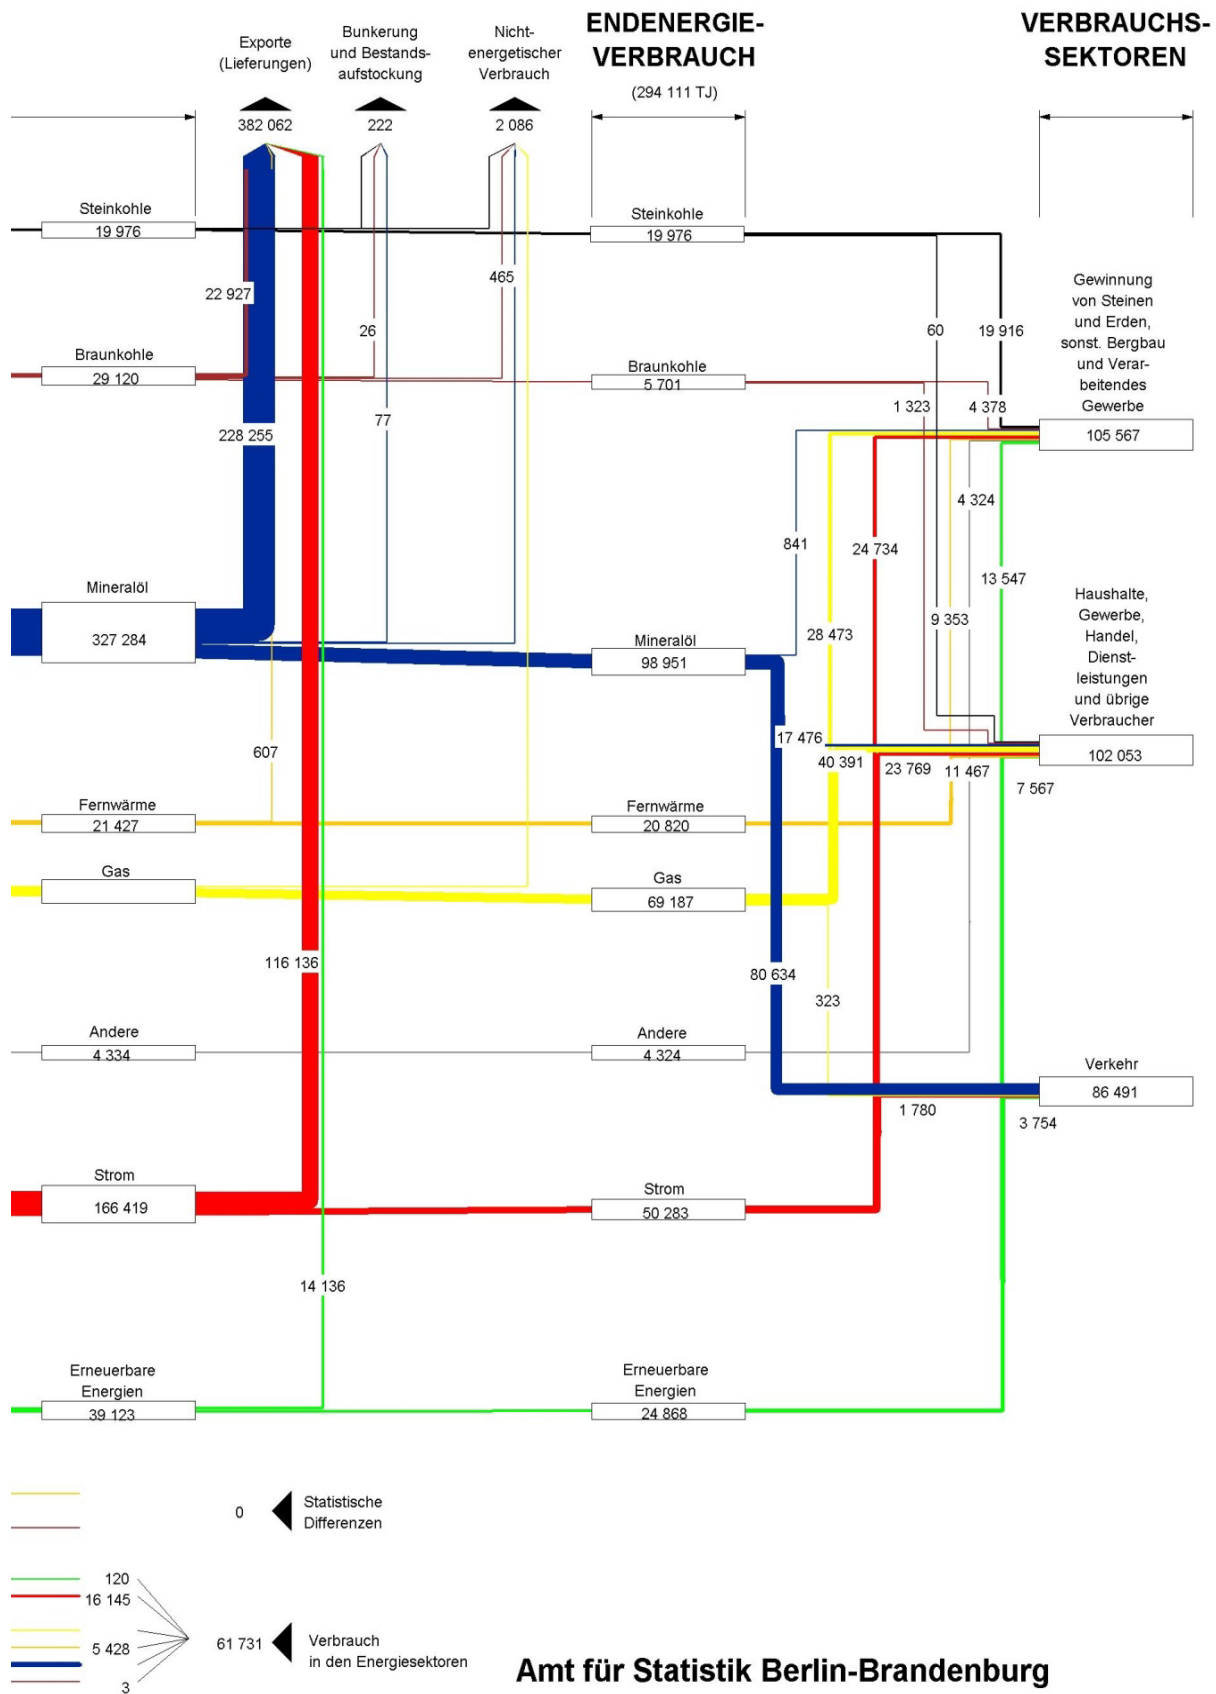 ENDENERGIE-
VERBRAUCH
(294 111 TJ)
VERBRAUCHS-
SEKTOREN
Exporte
(Lieferungen)
382 062
Bunkerung
und Bestands-
aufstockung
222
Nicht-
energetischer
Verbrauch
2 086
Steinkohle
19 976
Steinkohle
19 976
22 927
465
26
60
19 916
Gewinnung
von Steinen
und Erden,
sonst. Bergbau
und Verar-
beitendes
Gewerbe
105 567
Braunkohle
29 120
Braunkohle
5 701
1 323
4 378
228 255
77
4 324
841
24 734
13 547
Mineralöl
327 284
Mineralöl
98 951
28 473
9 353
Haushalte,
Gewerbe,
Handel,
Dienst-
leistungen
und übrige
Verbraucher
102 053
607
17 476
40 391
23 769
11 467
7 567
Fernwärme
21 427
Fernwärme
20 820
Gas
Gas
69 187
116 136
80 634
323
Andere
4 334
Andere
4 324
Verkehr
86 491
1 780
3 754
Strom
166 419
Strom
50 283
14 136
Erneuerbare
Energien
39 123
Erneuerbare
Energien
24 868
0
Statistische
Differenzen
120
16 145
5 428
3
61 731
Verbrauch
in den Energiesektoren
Amt für Statistik Berlin-Brandenburg